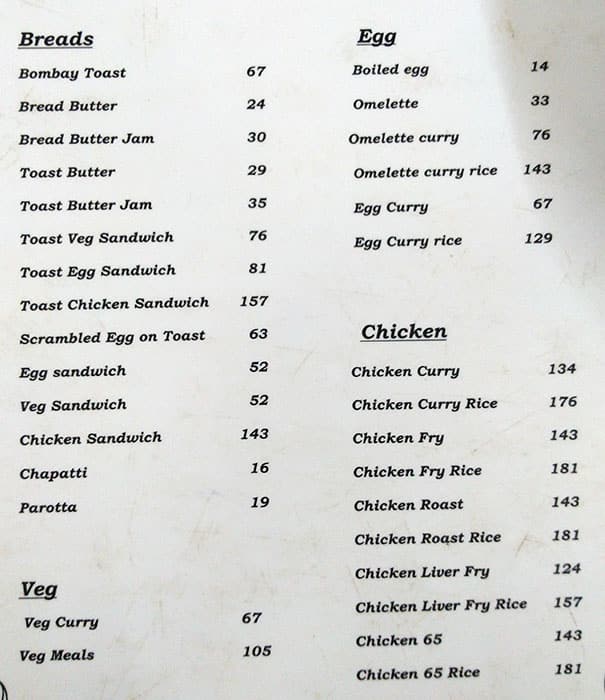 Breads
Bombay Toast 67
Bread Butter 24
Bread Butter Jam 30
Toast Butter 29
Toast Butter Jam 35
Toast Veg Sandwich 76
Toast Egg Sandwich 81
Toast Chicken Sandwich 157
Scrambled Egg on Toast 63
Egg sandwich 52
Veg Sandwich 52
Chicken Sandwich 143
Chapatti 16
Parotta 19
Veg
Veg Curry 67
Veg Meals 105
Egg
Boiled egg 14
Omelette 33
Omelette curry 76
Omelette curry rice 143
Egg Curry 67
Egg Curry rice 129
Chicken
Chicken Curry 134
Chicken Curry Rice 176
Chicken Fry 143
Chicken Fry Rice 181
Chicken Roast 143
Chicken Roast Rice 181
Chicken Liver Fry 124
Chicken Liver Fry Rice 157
Chicken 65 143
Chicken 65 Rice 181